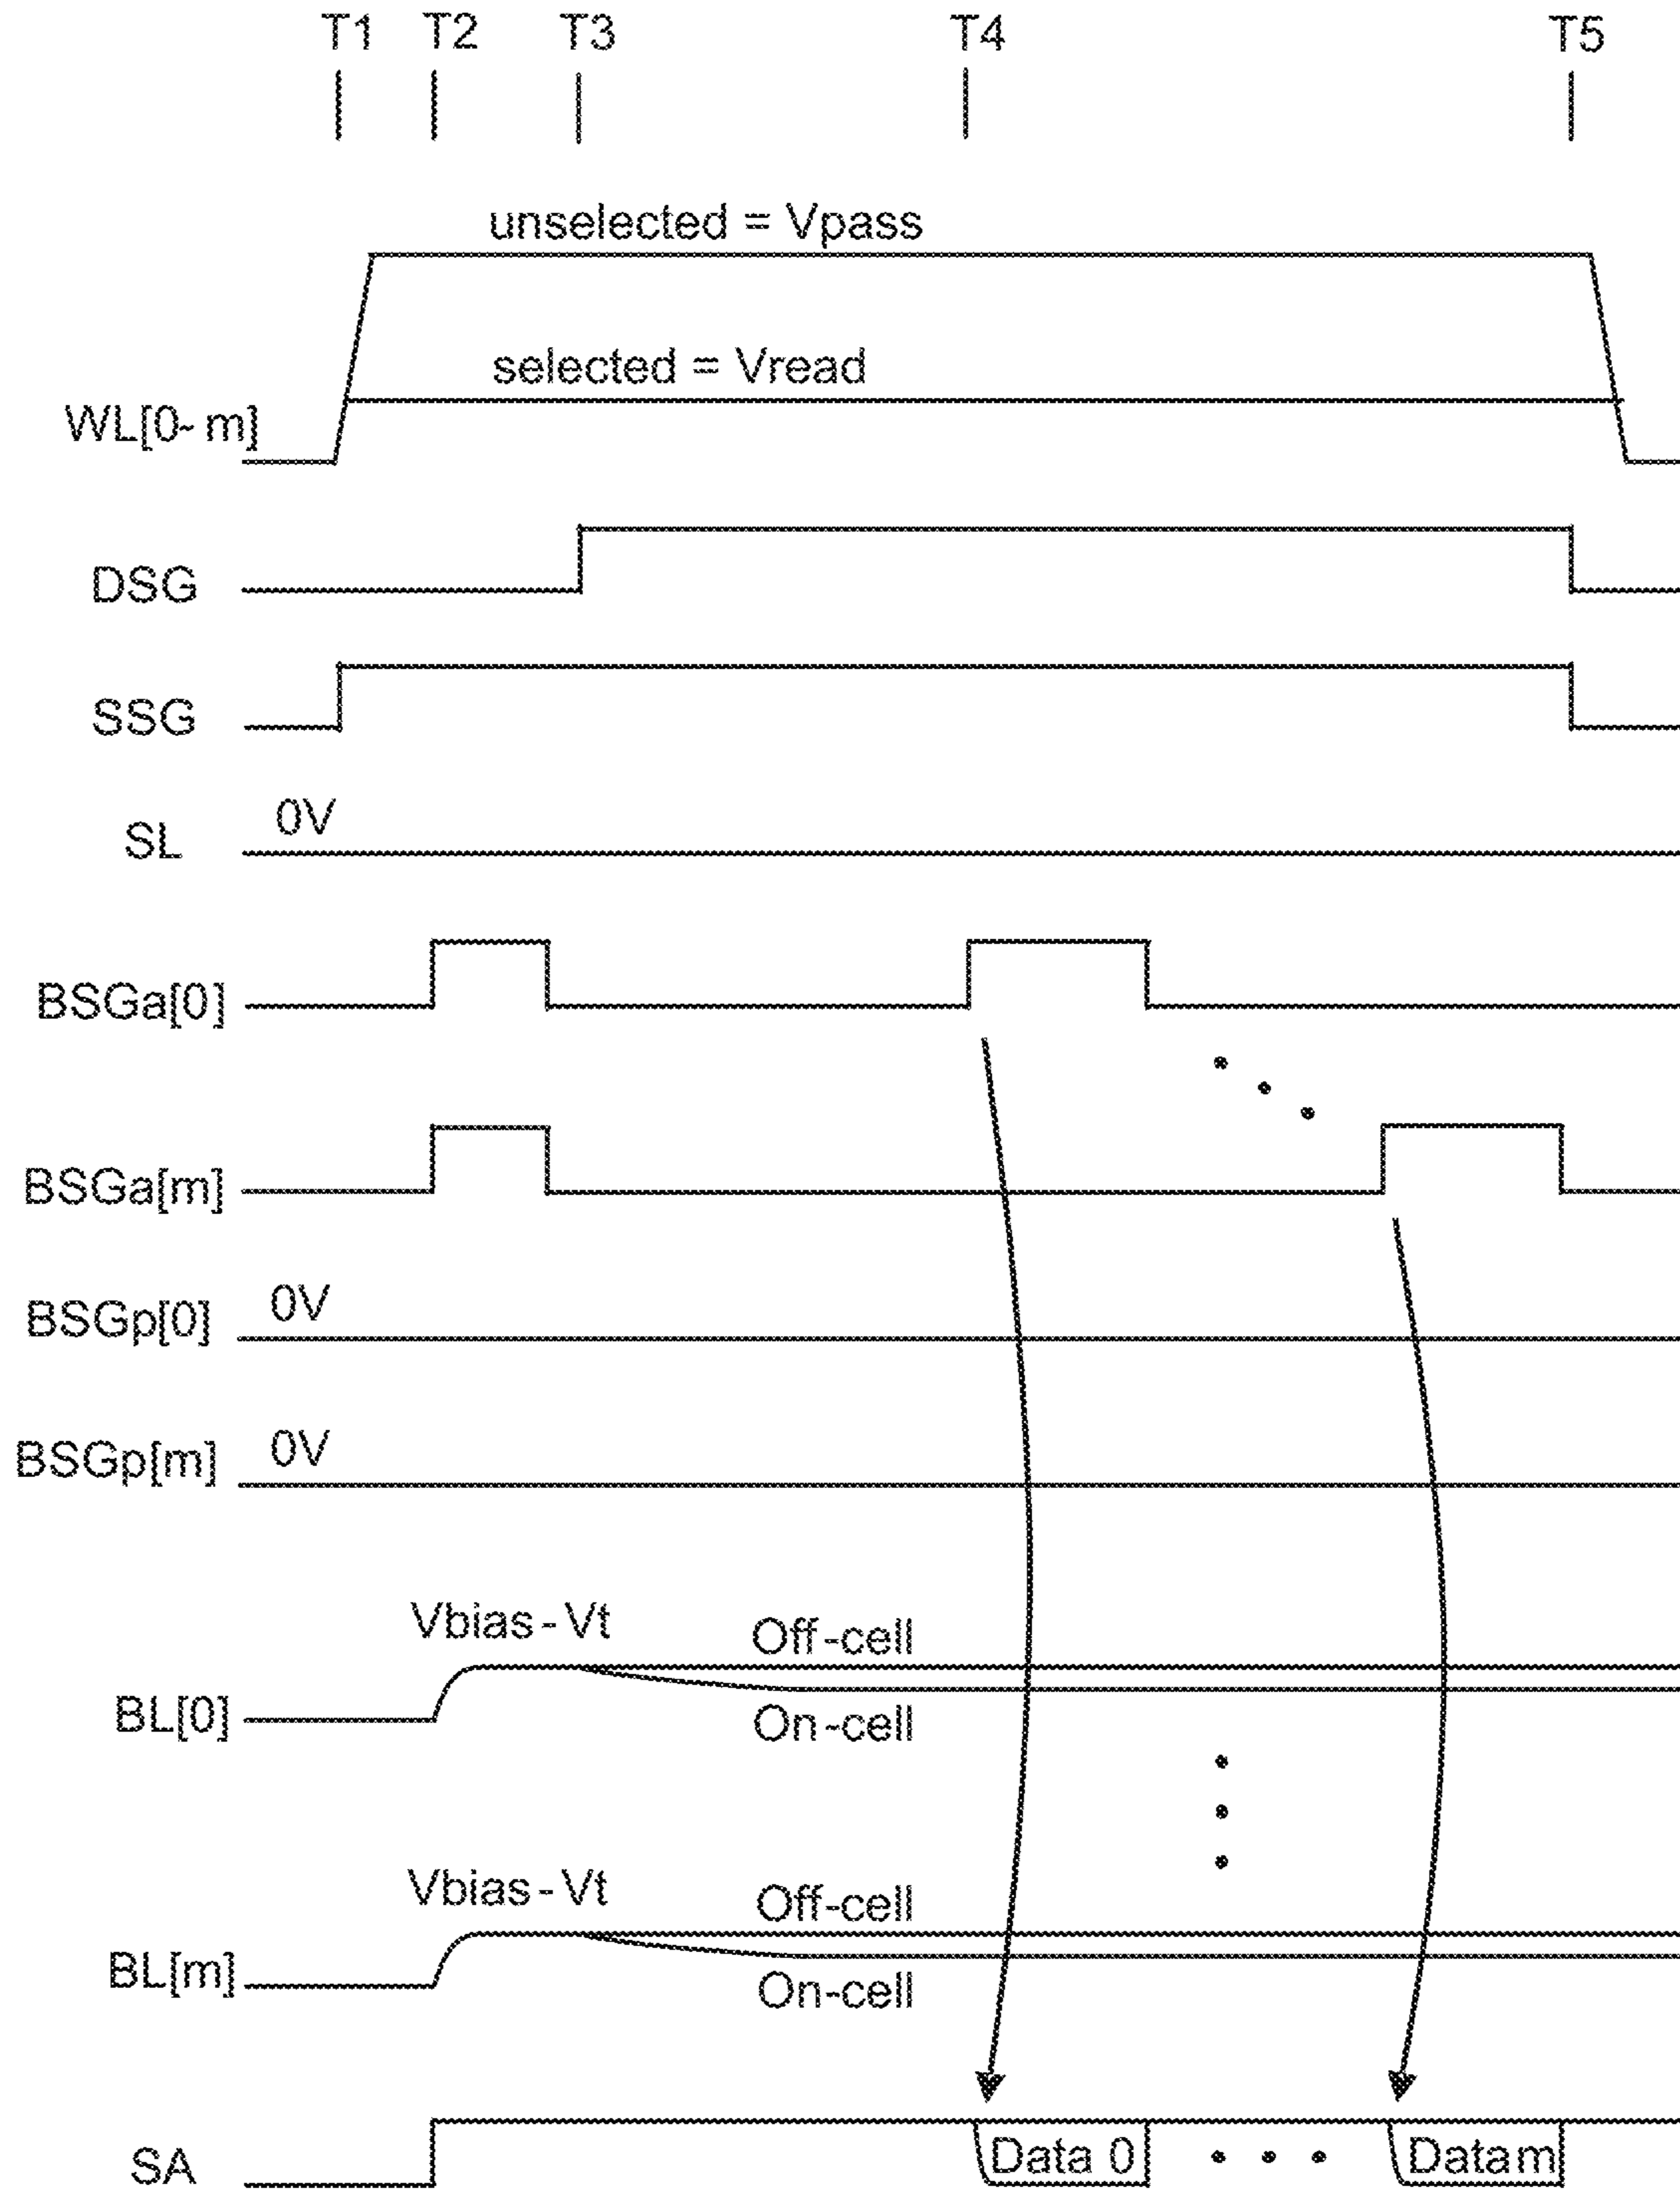 T1 T2 T3 T4 T5
unselected = Vpass
selected = Vread
WL[0~m]
DSG
SSG
0V
SL
BSGa[0]
BSGa[m]
0V
BSGp[0]
0V
BSGp[m]
Vbias-Vt Off-cell
BL[0]
On-cell
Vbias-Vt Off-cell
BL[m]
On-cell
SA Data 0 Data m